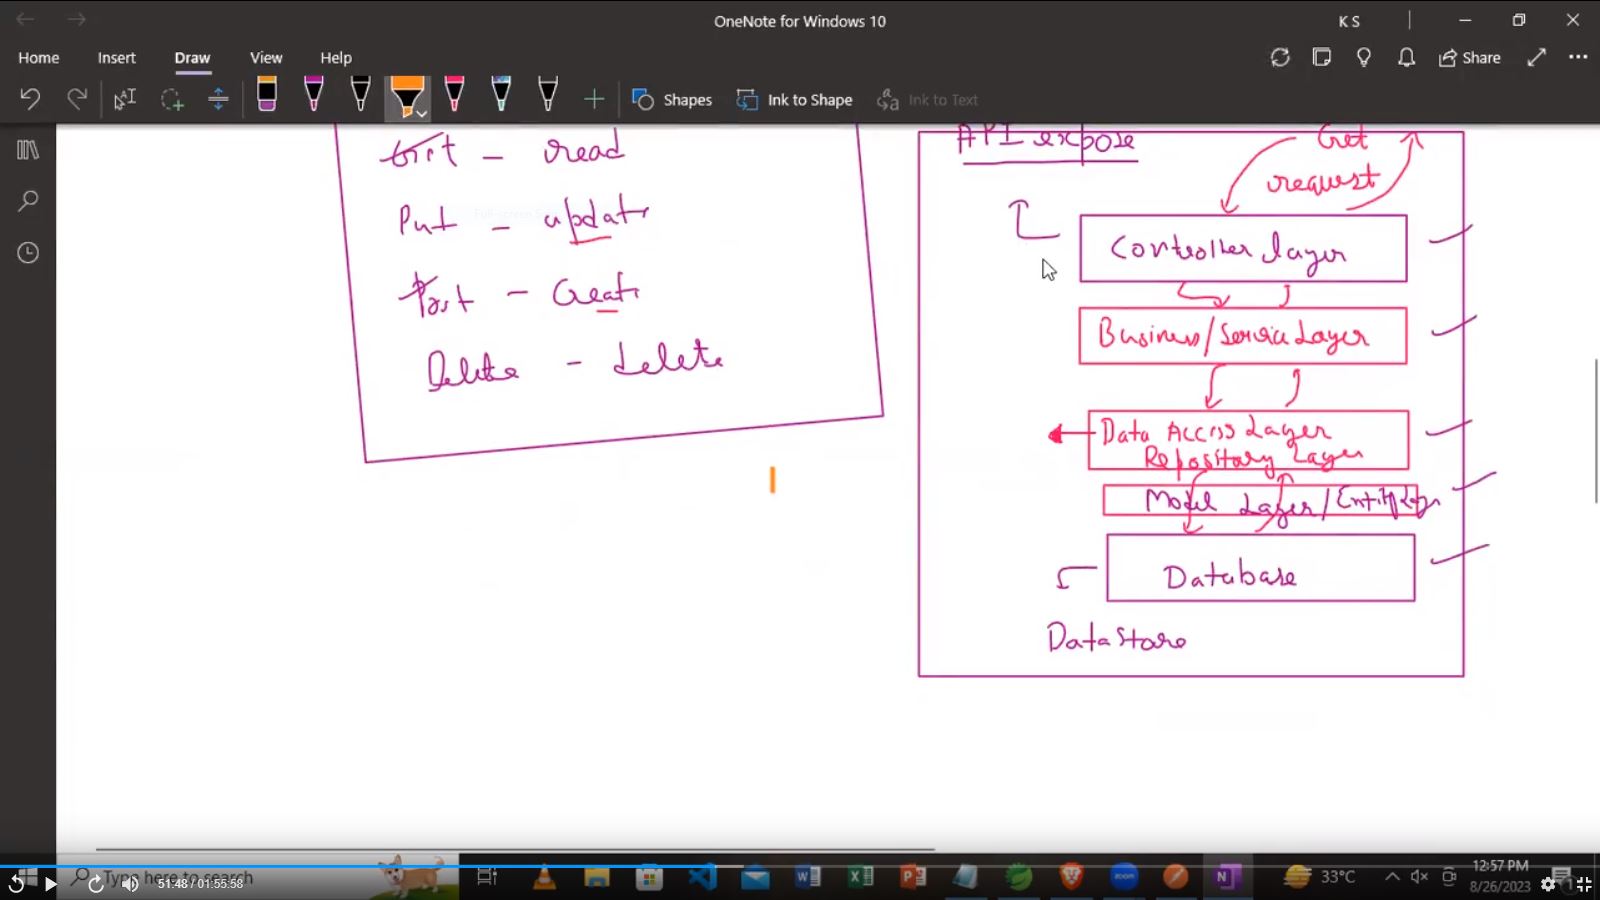 OneNote for Windows 10
K S
Home Insert Draw View Help
Share
Shapes Ink to Shape Ink to Text
Get - read
Put - update
Post - Create
Delete - delete
API expose
Get
request
Controller layer
Business/Service Layer
Data Access Layer
Repository Layer
Model Layer/Entity Layer
Database
Data Store
Type here to search
51:48 / 01:55:58
zoom
33°C
12:57 PM
8/26/2023